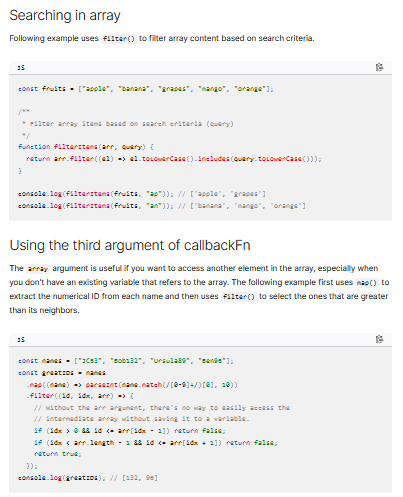 Searching in array
Following example uses filter() to filter array content based on search criteria.
JS
const fruits = ["apple", "banana", "grapes", "mango", "orange"];
/**
 * Filter array items based on search criteria (query)
 */
function filterItems(arr, query) {
  return arr.filter((el) => el.toLowerCase().includes(query.toLowerCase()));
}
console.log(filterItems(fruits, "ap")); // ['apple', 'grapes']
console.log(filterItems(fruits, "an")); // ['banana', 'mango', 'orange']
Using the third argument of callbackFn
The array argument is useful if you want to access another element in the array, especially when
you don't have an existing variable that refers to the array. The following example first uses map() to
extract the numerical ID from each name and then uses filter() to select the ones that are greater
than its neighbors.
JS
const names = ["JC63", "Bob132", "Ursula89", "Ben96"];
const greatIDs = names
  .map((name) => parseInt(name.match(/[0-9]+/)[0], 10))
  .filter((id, idx, arr) => {
    // Without the arr argument, there's no way to easily access the
    // intermediate array without saving it to a variable.
    if (idx > 0 && id <= arr[idx - 1]) return false;
    if (idx < arr.length - 1 && id <= arr[idx + 1]) return false;
    return true;
  });
console.log(greatIDs); // [132, 96]